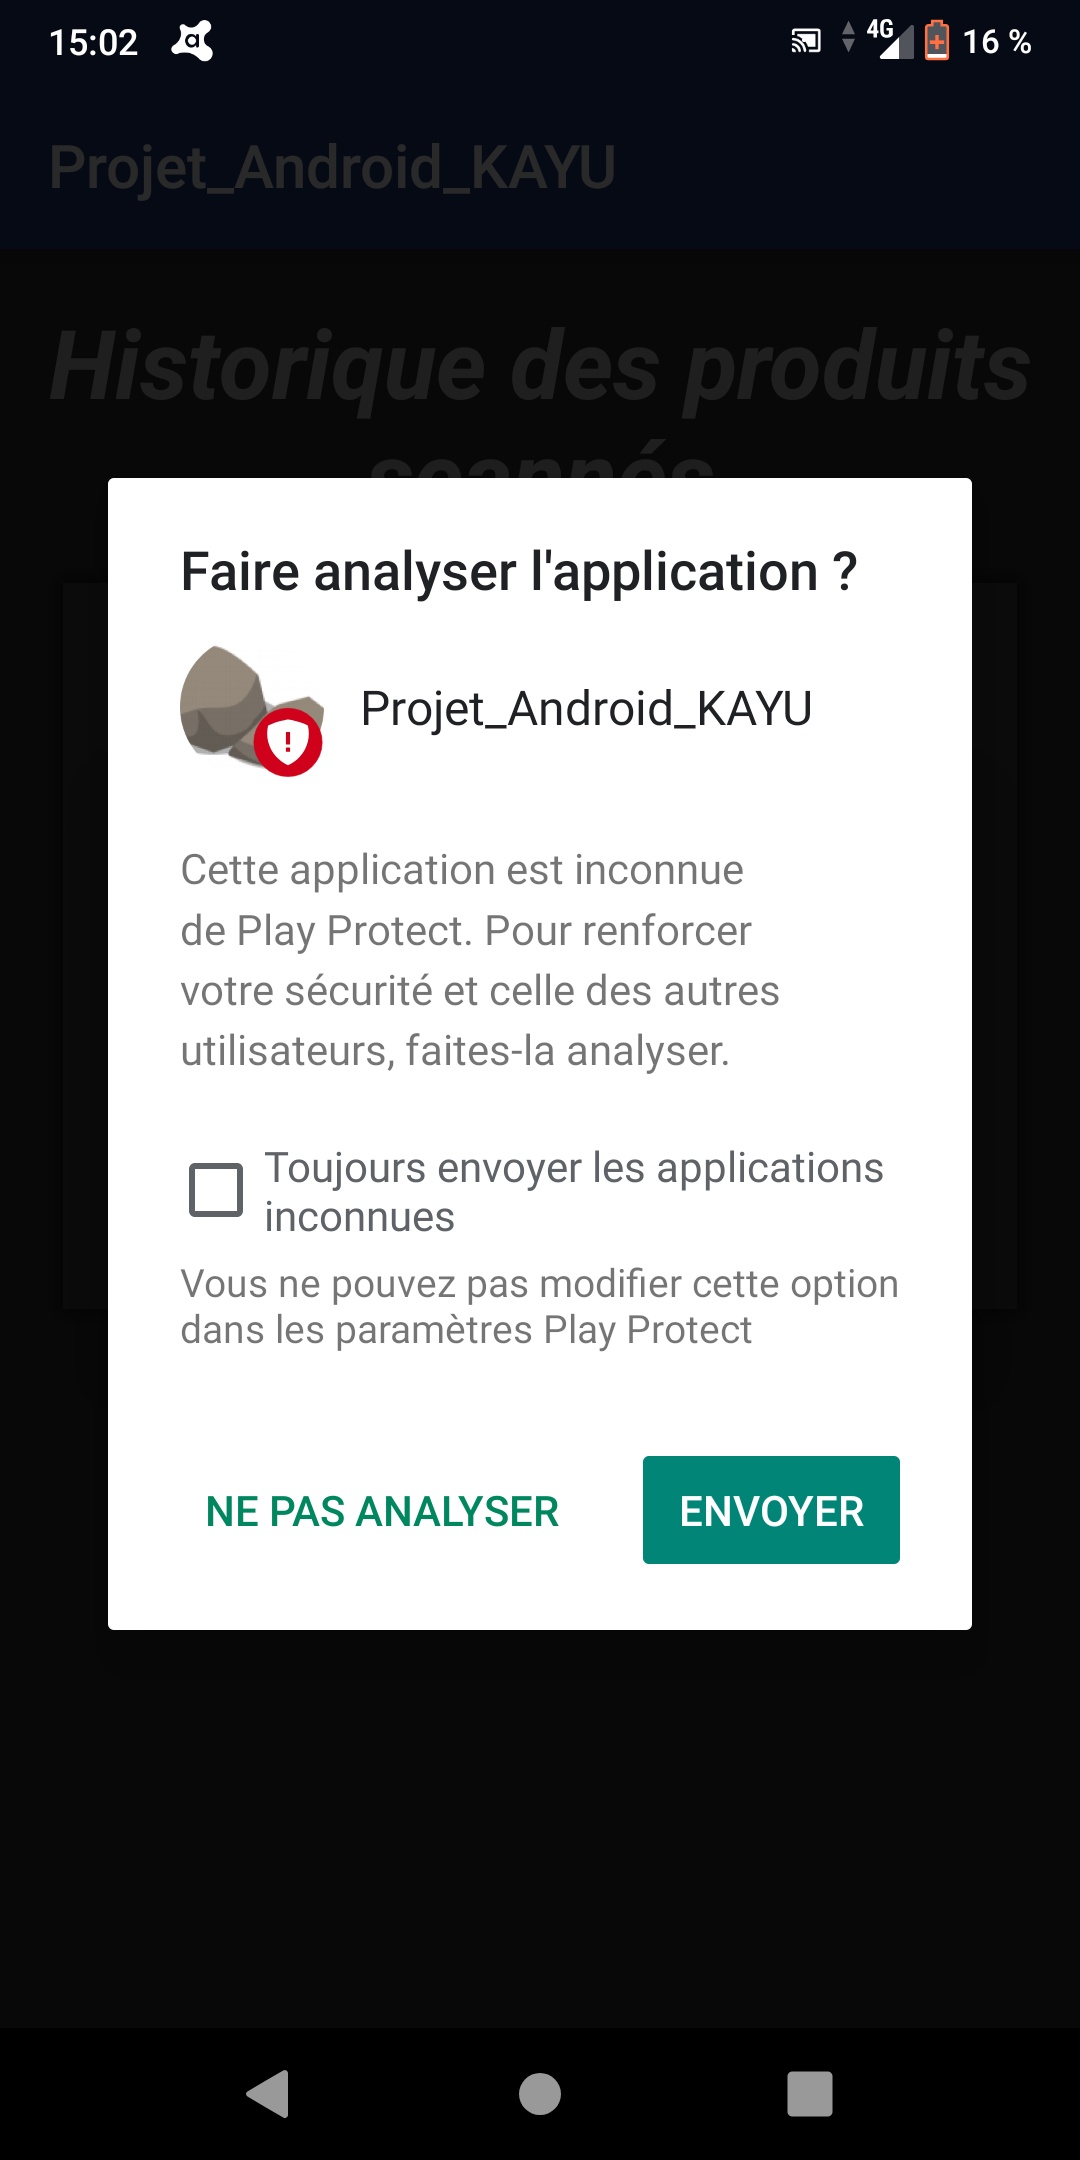 15:02
4G
16 %
Projet_Android_KAYU
Historique des produits
scannés
Faire analyser l'application ?
Projet_Android_KAYU
Cette application est inconnue
de Play Protect. Pour renforcer
votre sécurité et celle des autres
utilisateurs, faites-la analyser.
Toujours envoyer les applications
inconnues
Vous ne pouvez pas modifier cette option
dans les paramètres Play Protect
NE PAS ANALYSER
ENVOYER